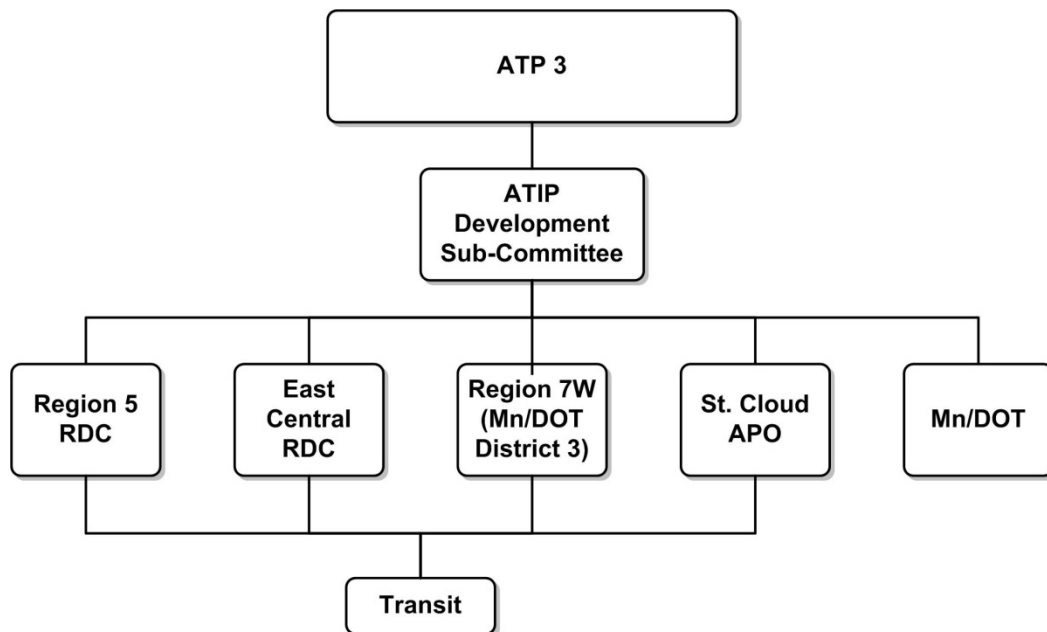 ATP 3
ATIP
Development
Sub-Committee
Region 5
RDC
East
Central
RDC
Region 7W
(Mn/DOT
District 3)
St. Cloud
APO
Mn/DOT
Transit